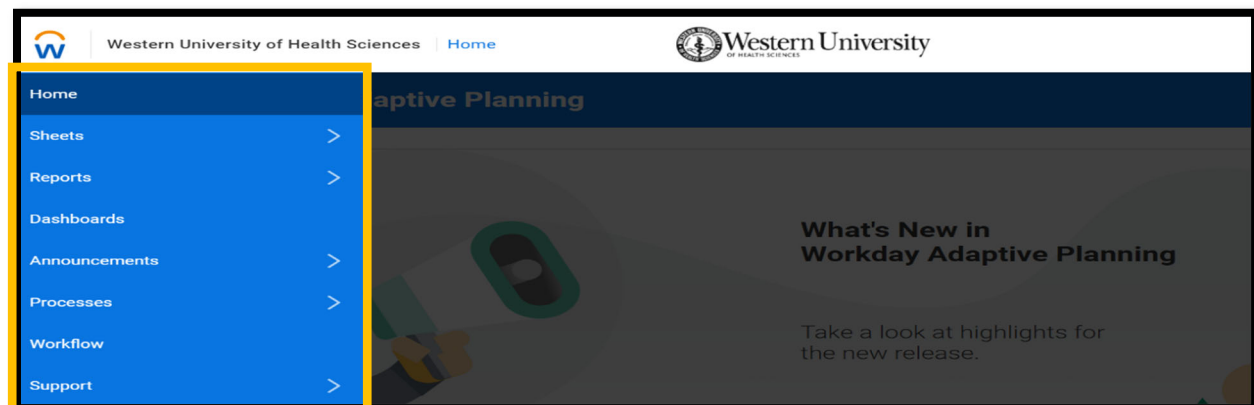 Western University of Health Sciences Home
Western University
OF HEALTH SCIENCES
Home
aptive Planning
Sheets
Reports
Dashboards
Announcements
Processes
Workflow
Support
What's New in
Workday Adaptive Planning
Take a look at highlights for
the new release.